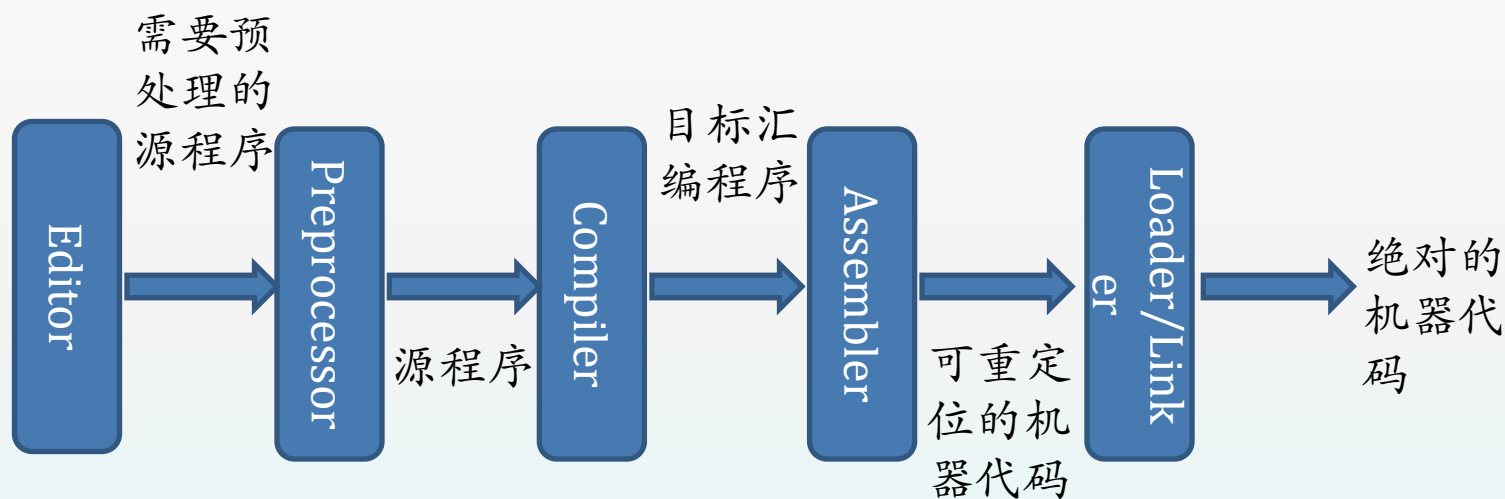 Editor
需要预
处理的
源程序
Preprocessor
源程序
Compiler
目标汇
编程序
Assembler
可重定
位的机
器代码
Loader/Link
er
绝对的
机器代
码